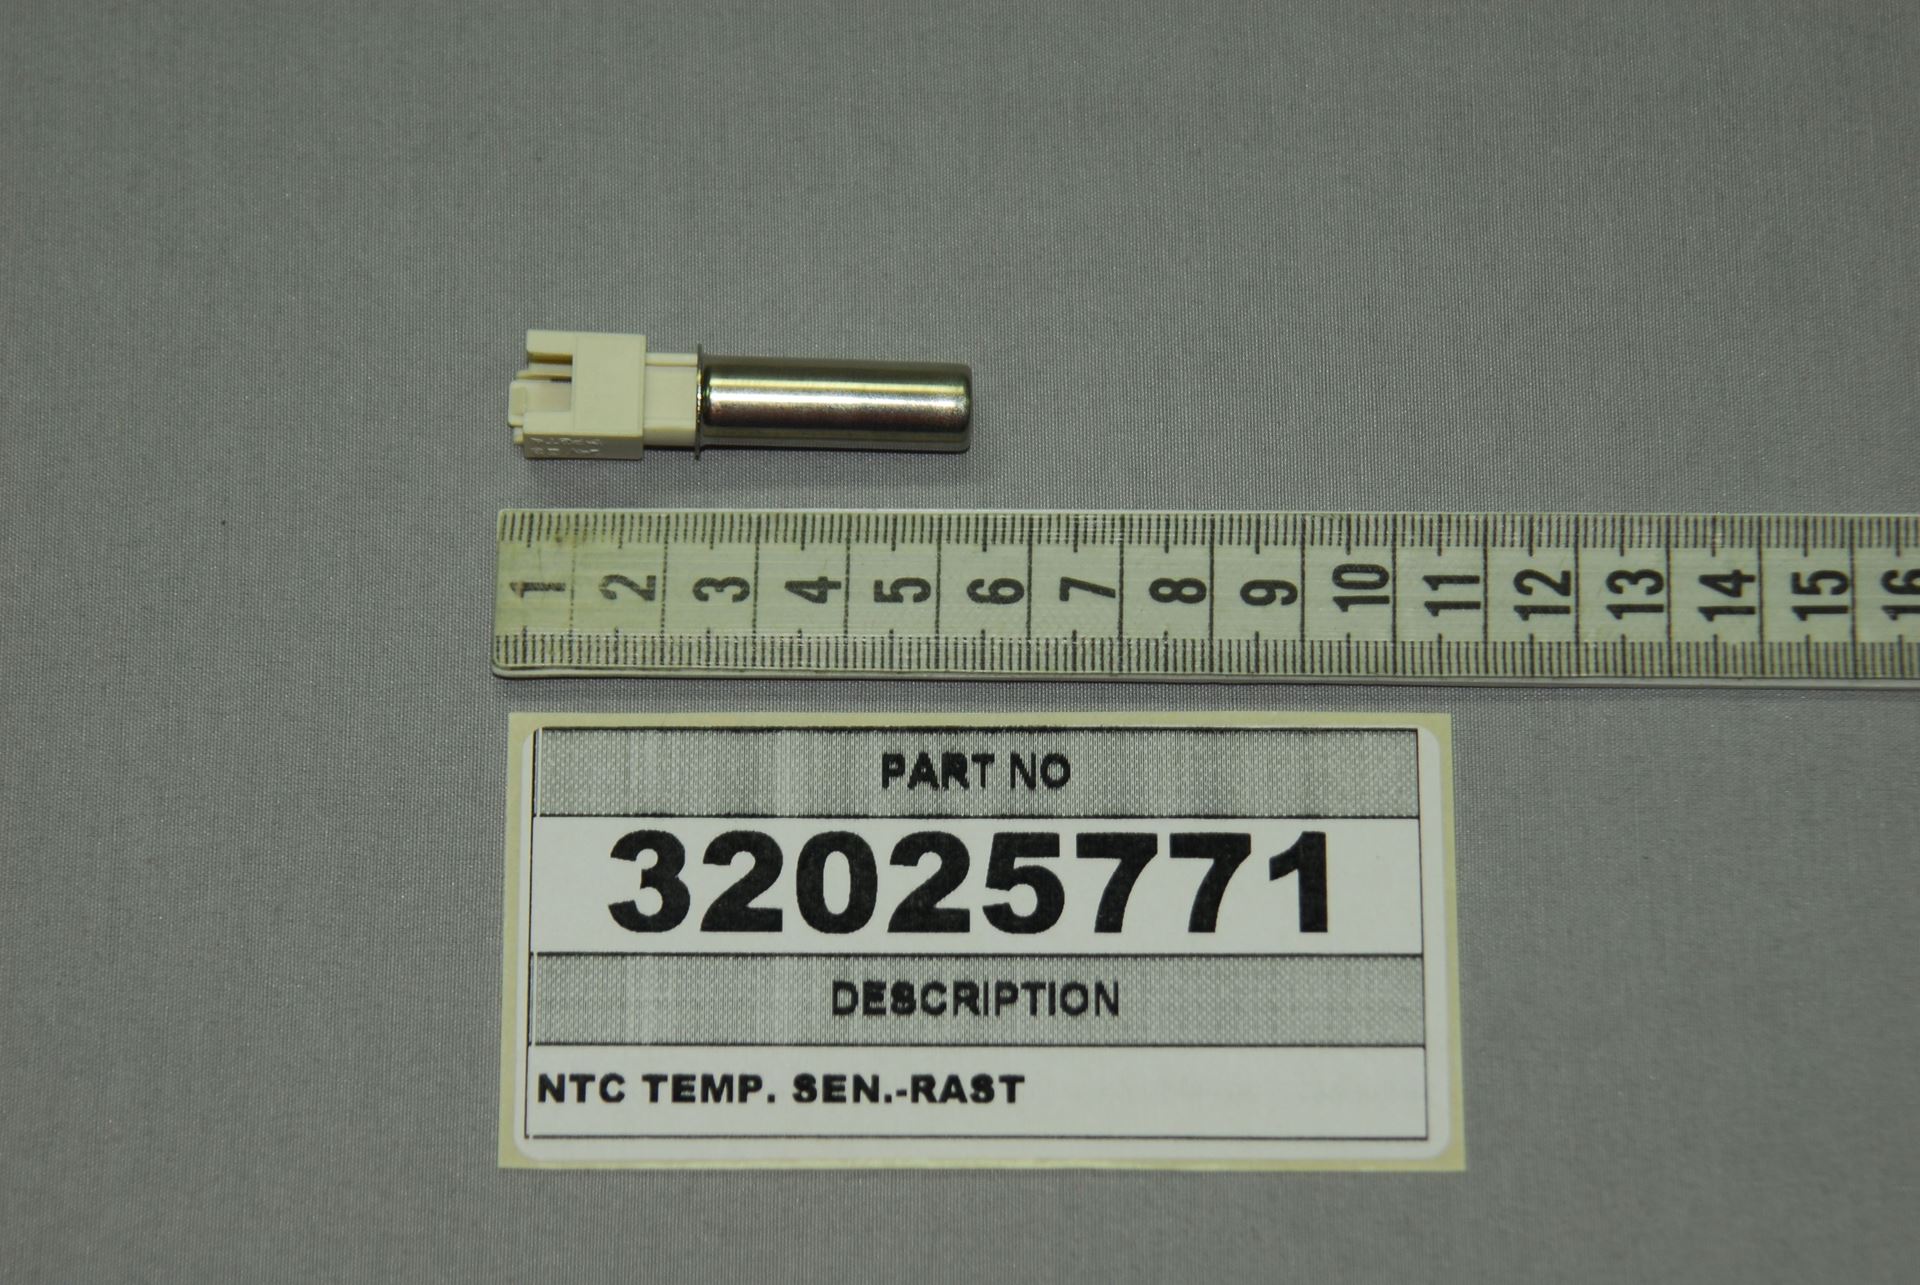 1 2 3 4 5 6 7 8 9 10 11 12 13 14 15 16
PART NO
32025771
DESCRIPTION
NTC TEMP. SEN.-RAST